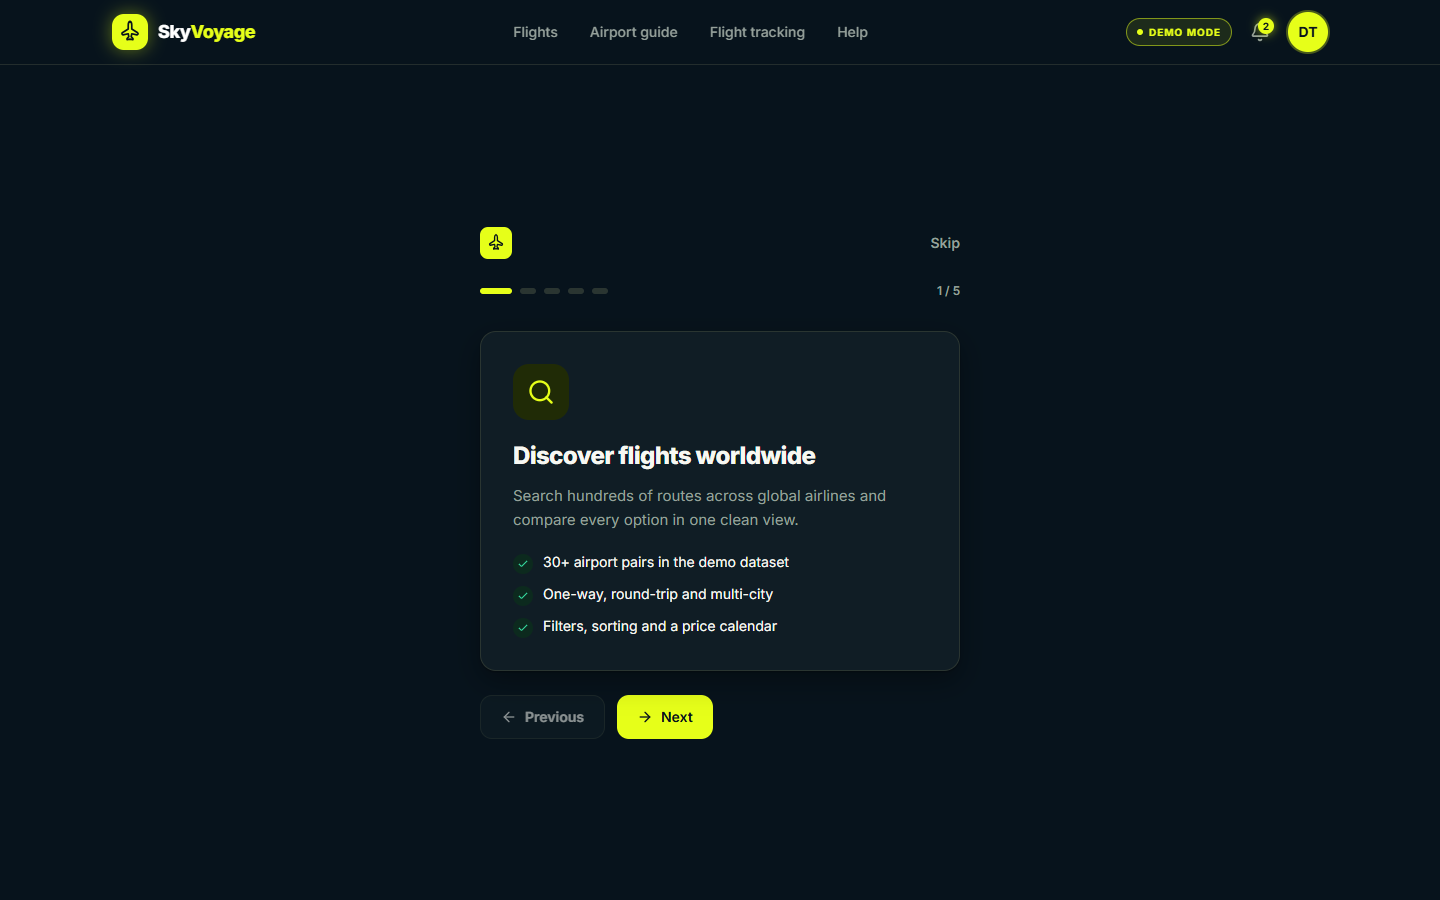 SkyVoyage
Flights
Airport guide
Flight tracking
Help
DEMO MODE
2
DT
Skip
1 / 5
Discover flights worldwide
Search hundreds of routes across global airlines and
compare every option in one clean view.
30+ airport pairs in the demo dataset
One-way, round-trip and multi-city
Filters, sorting and a price calendar
Previous
Next